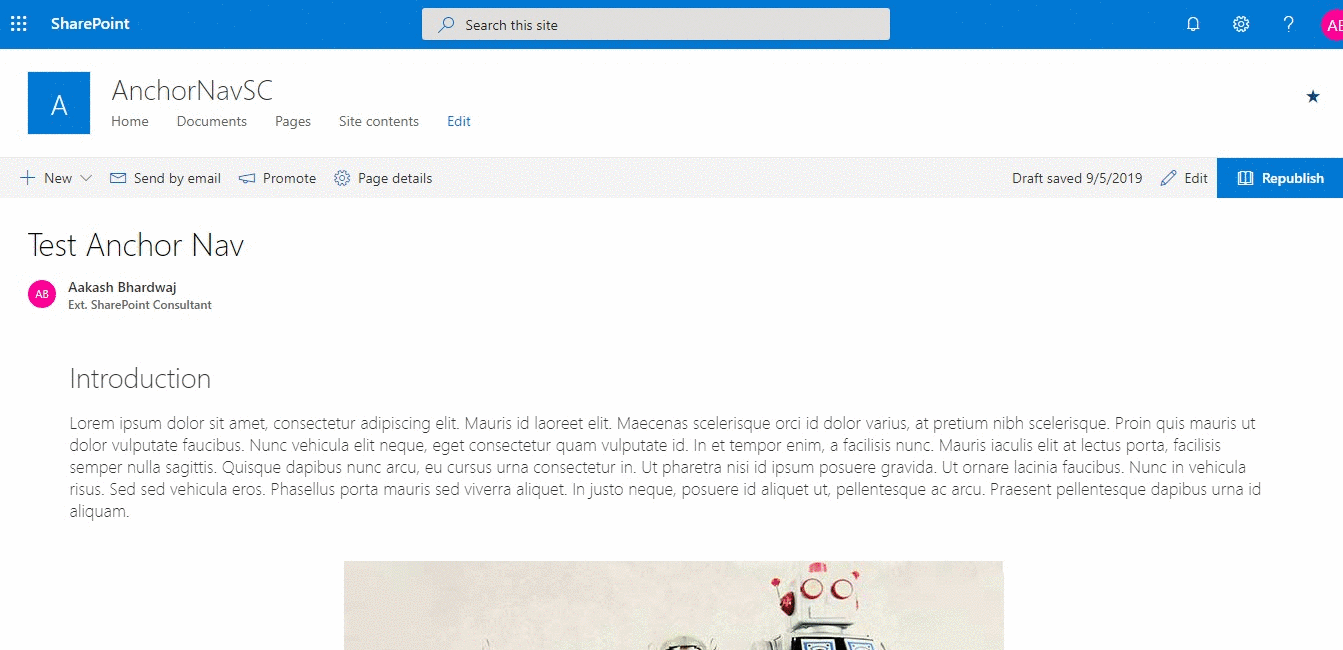 SharePoint
Search this site
AB
A
AnchorNavSC
Home Documents Pages Site contents Edit
New Send by email Promote Page details Draft saved 9/5/2019 Edit Republish
Test Anchor Nav
AB
Aakash Bhardwaj
Ext. SharePoint Consultant
Introduction
Lorem ipsum dolor sit amet, consectetur adipiscing elit. Mauris id laoreet elit. Maecenas scelerisque orci id dolor varius, at pretium nibh scelerisque. Proin quis mauris ut
dolor vulputate faucibus. Nunc vehicula elit neque, eget consectetur quam vulputate id. In et tempor enim, a facilisis nunc. Mauris iaculis elit at lectus porta, facilisis
semper nulla sagittis. Quisque dapibus nunc arcu, eu cursus urna consectetur in. Ut pharetra nisi id ipsum posuere gravida. Ut ornare lacinia faucibus. Nunc in vehicula
risus. Sed sed vehicula eros. Phasellus porta mauris sed viverra aliquet. In justo neque, posuere id aliquet ut, pellentesque ac arcu. Praesent pellentesque dapibus urna id
aliquam.